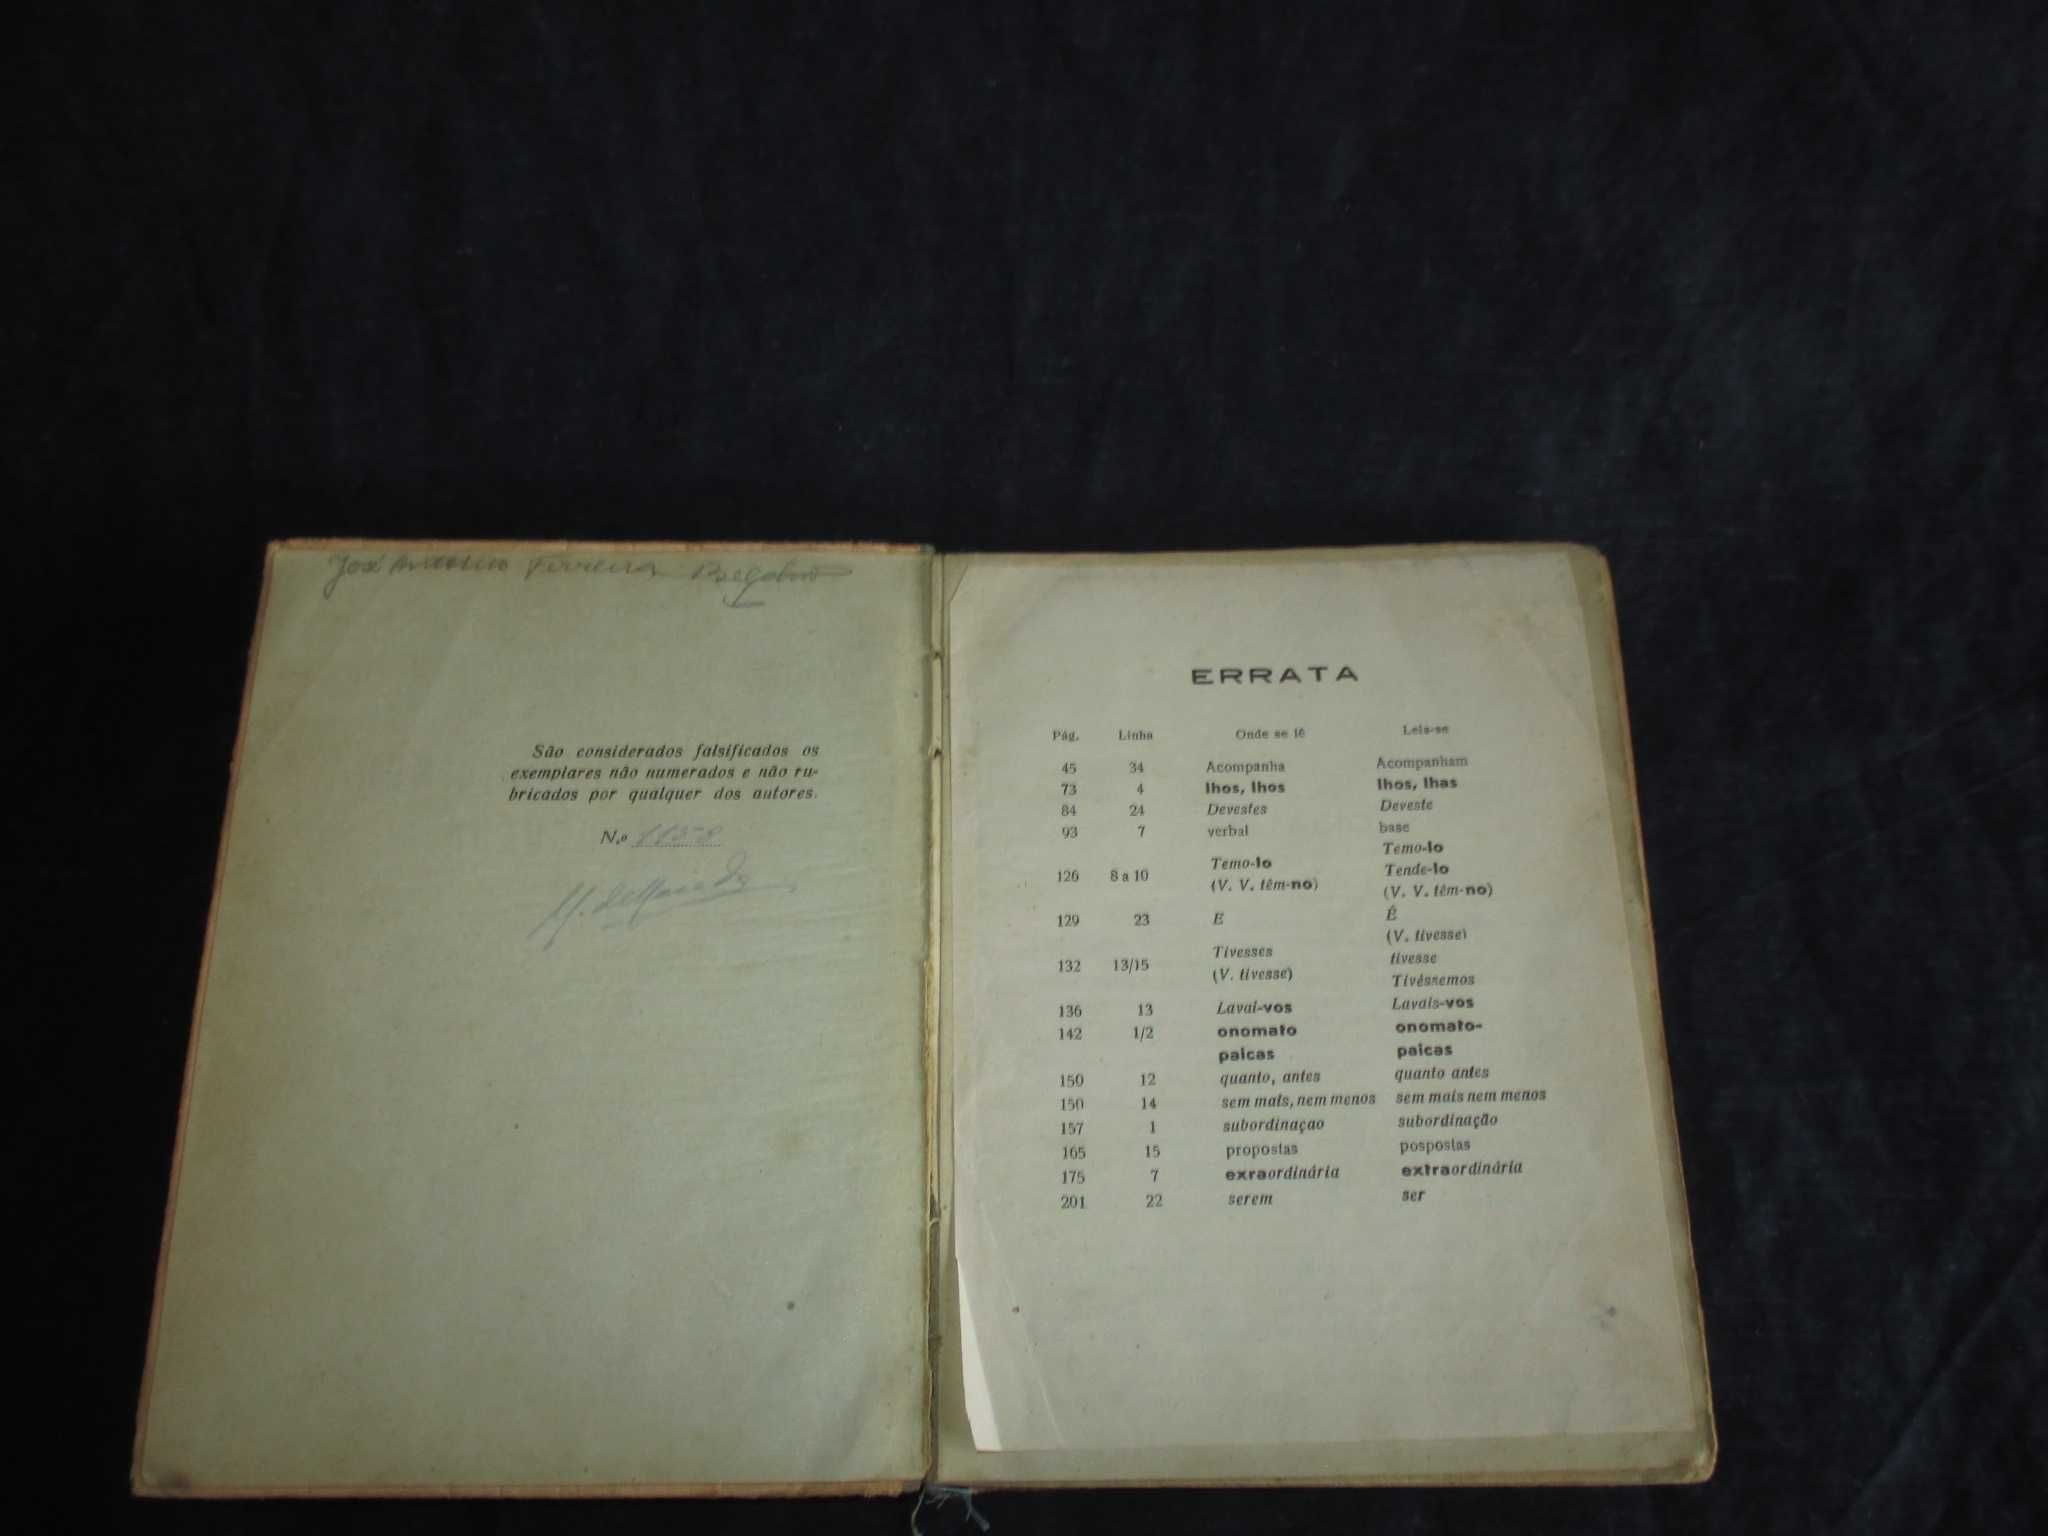 José António Ferreira
São considerados falsificados os
exemplares não numerados e não ru-
bricados por qualquer dos autores.
N.º 1158
ERRATA
Pág. Linha Onde se lê Leia-se
45 34 Acompanha Acompanham
73 4 lhos, lhos lhos, lhas
84 24 Devestes Deveste
93 7 verbal base
126 8 a 10 Temo-lo Temo-lo
Tende-lo
(V. V. têm-no) (V. V. têm-no)
129 23 E É
132 13/15 Tivesses (V. tivesse)
(V. tivesse) tivesse
Tivéssemos
136 13 Lavai-vos Lavais-vos
142 1/2 onomato onomato-
paicas paicas
150 12 quanto, antes quanto antes
150 14 sem mais, nem menos sem mais nem menos
157 1 subordinaçao subordinação
165 15 propostas pospostas
175 7 exraordinária extraordinária
201 22 serem ser